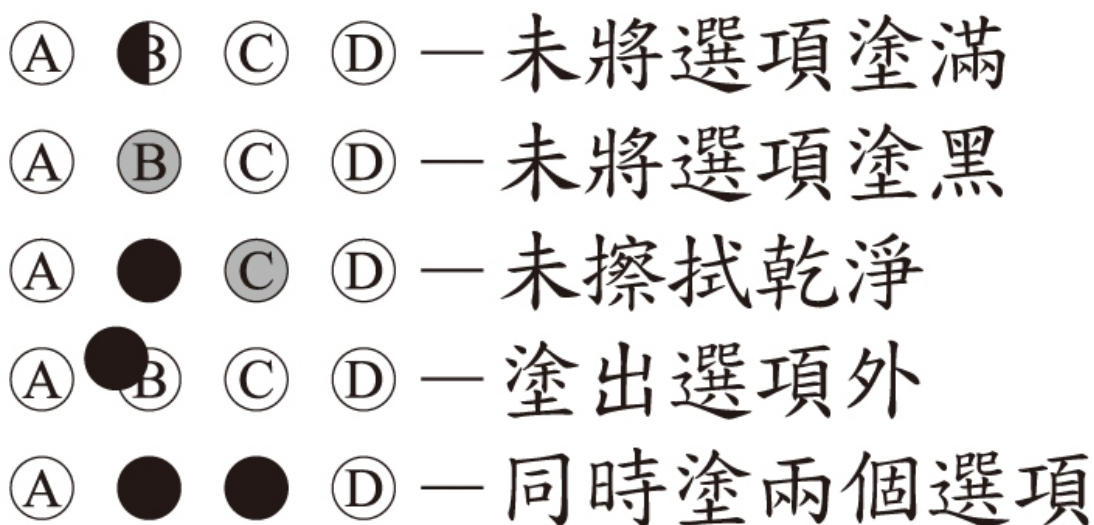 Ⓐ Ⓑ Ⓒ Ⓓ — 未將選項塗滿
Ⓐ Ⓑ Ⓒ Ⓓ — 未將選項塗黑
Ⓐ ● Ⓒ Ⓓ — 未擦拭乾淨
Ⓐ Ⓑ Ⓒ Ⓓ — 塗出選項外
Ⓐ ● ● Ⓓ — 同時塗兩個選項